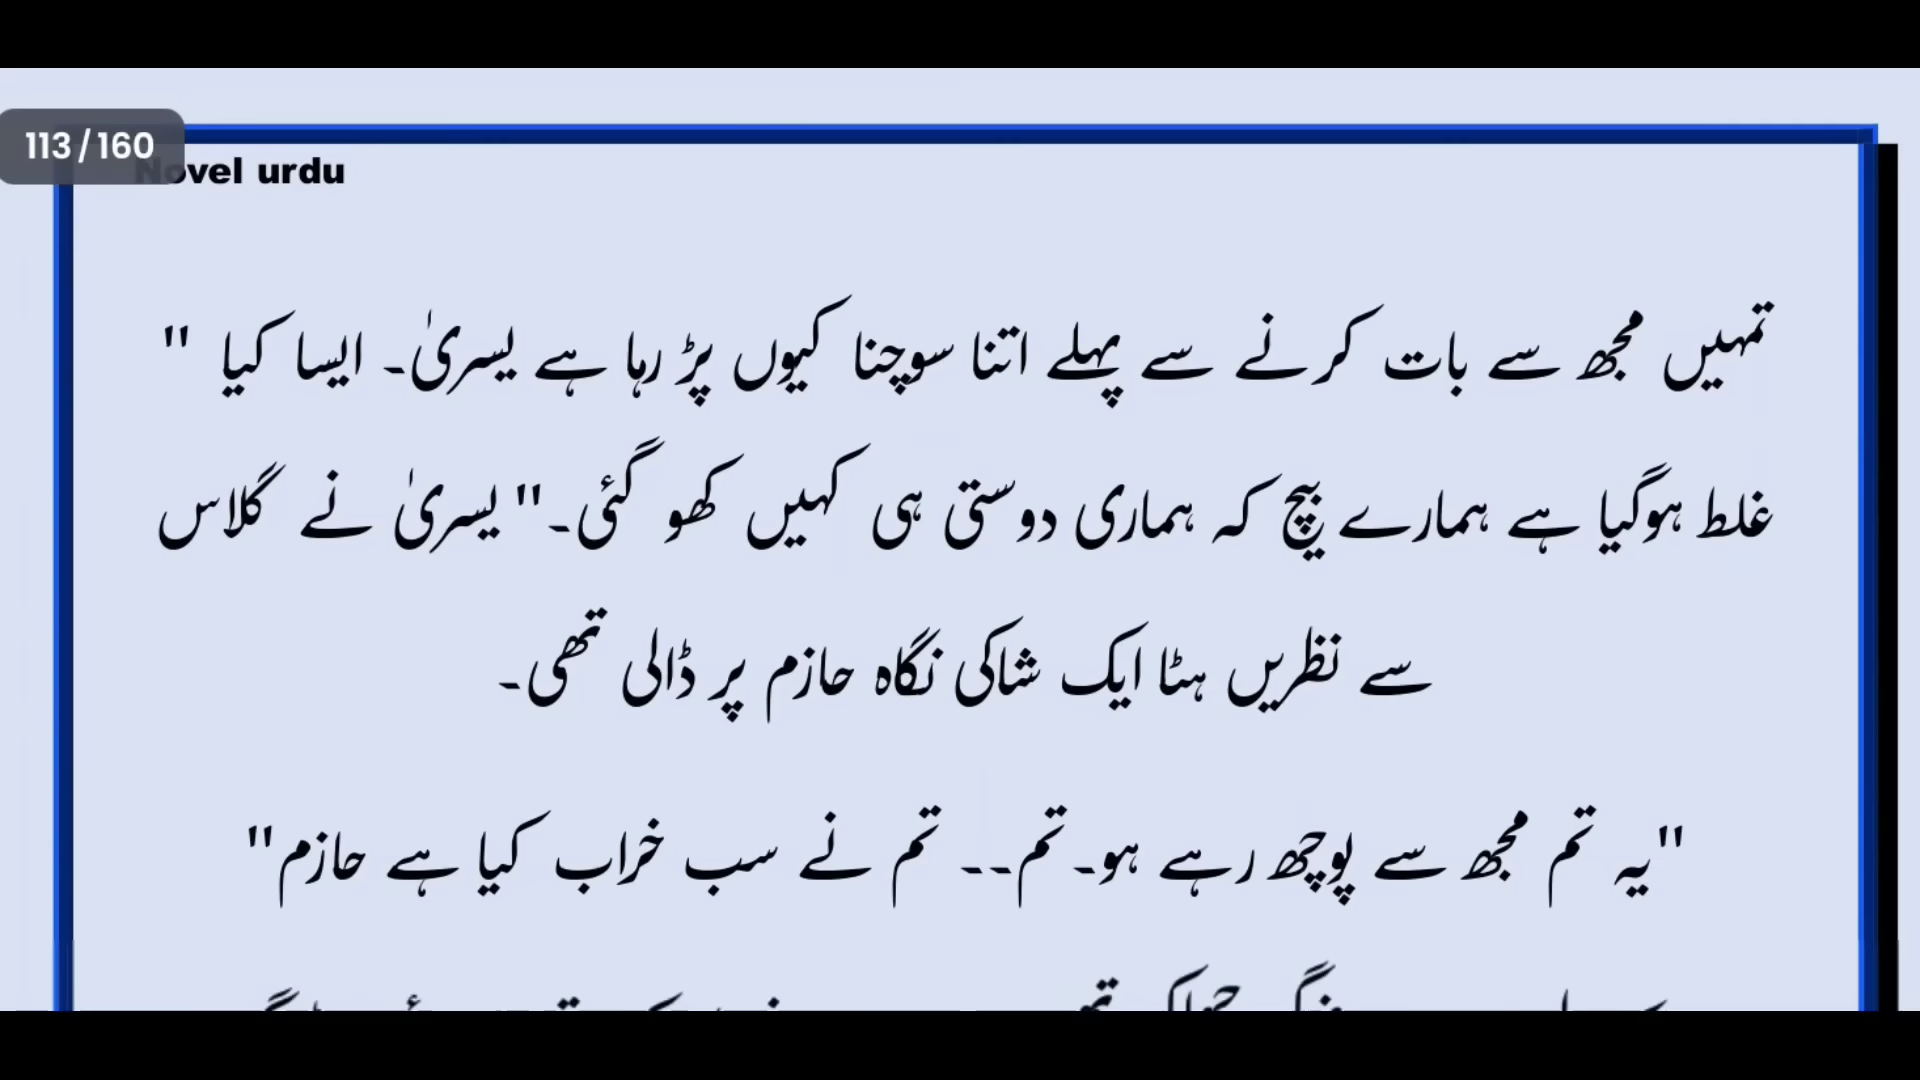 113/160
Novel urdu
تمہیں مجھ سے بات کرنے سے پہلے اتنا سوچنا کیوں پڑ رہا ہے یسریٰ۔ ایسا کیا "
غلط ہوگیا ہے ہمارے بیچ کہ ہماری دوستی ہی کہیں کھو گئی۔" یسریٰ نے گلاس
سے نظریں ہٹا ایک شاکی نگاہ حازم پر ڈالی تھی۔
"یہ تم مجھ سے پوچھ رہے ہو۔ تم۔۔ تم نے سب خراب کیا ہے حازم"